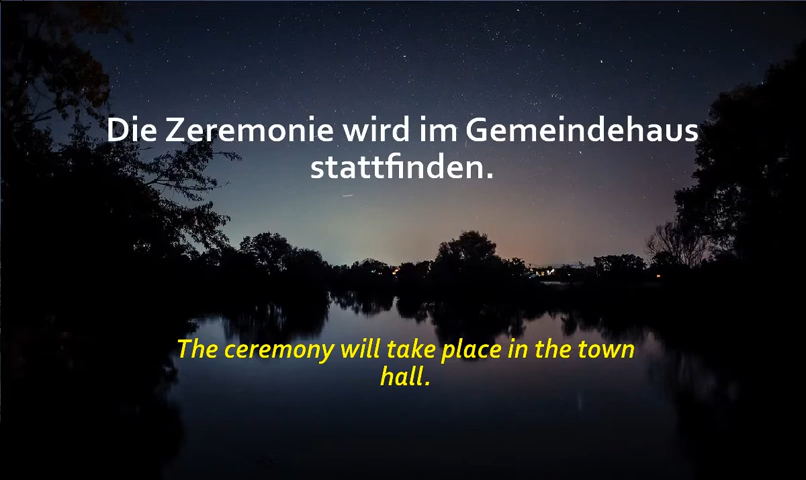 Die Zeremonie wird im Gemeindehaus
stattfinden.
The ceremony will take place in the town
hall.